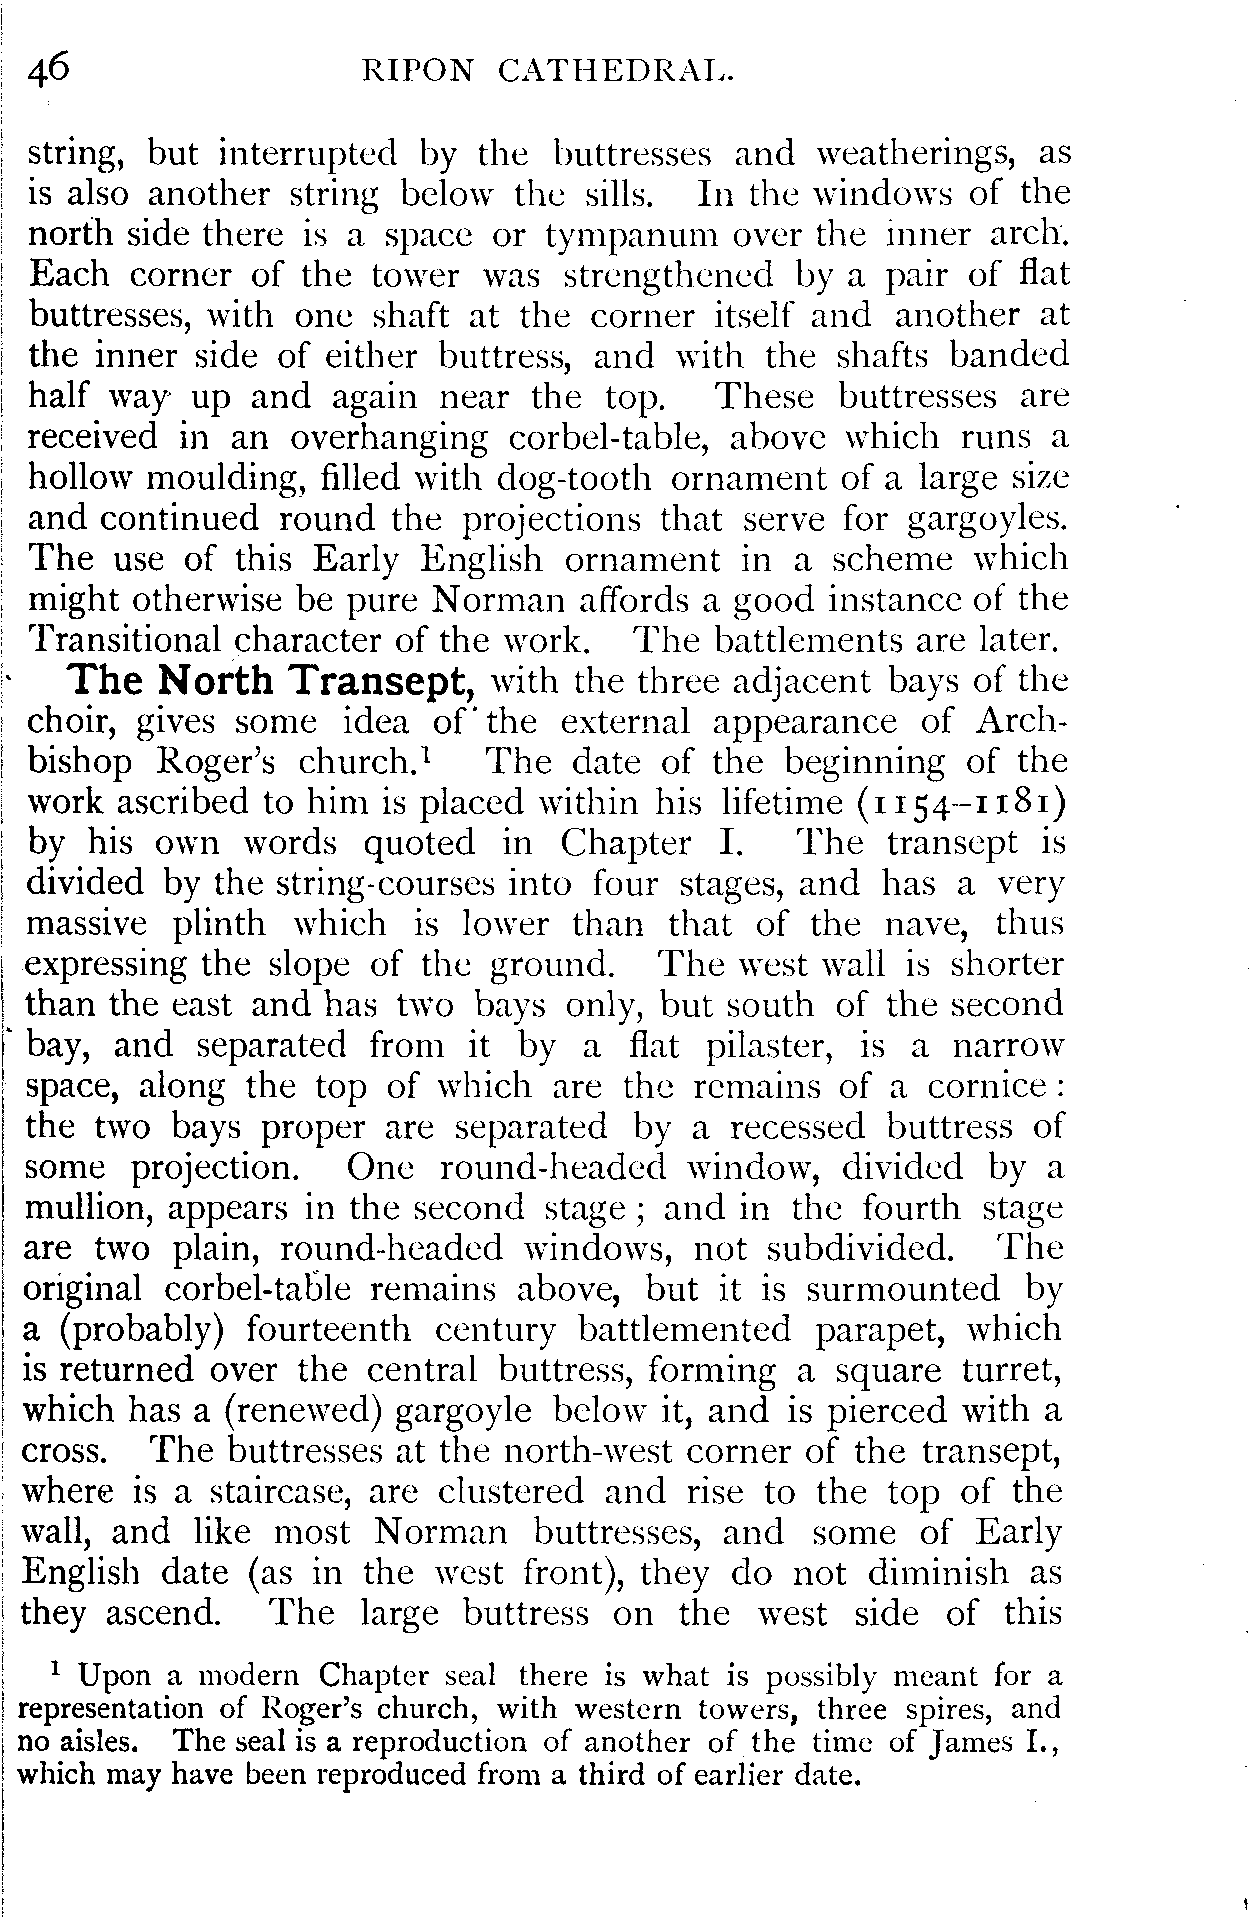 46 RIPON CATHEDRAL.
string, but interrupted by the buttresses and weatherings, as
is also another string below the sills. In the windows of the
north side there is a space or tympanum over the inner arch.
Each corner of the tower was strengthened by a pair of flat
buttresses, with one shaft at the corner itself and another at
the inner side of either buttress, and with the shafts banded
half way up and again near the top. These buttresses are
received in an overhanging corbel-table, above which runs a
hollow moulding, filled with dog-tooth ornament of a large size
and continued round the projections that serve for gargoyles.
The use of this Early English ornament in a scheme which
might otherwise be pure Norman affords a good instance of the
Transitional character of the work. The battlements are later.
The North Transept, with the three adjacent bays of the
choir, gives some idea of the external appearance of Arch-
bishop Roger's church.¹ The date of the beginning of the
work ascribed to him is placed within his lifetime (1154–1181)
by his own words quoted in Chapter I. The transept is
divided by the string-courses into four stages, and has a very
massive plinth which is lower than that of the nave, thus
expressing the slope of the ground. The west wall is shorter
than the east and has two bays only, but south of the second
bay, and separated from it by a flat pilaster, is a narrow
space, along the top of which are the remains of a cornice :
the two bays proper are separated by a recessed buttress of
some projection. One round-headed window, divided by a
mullion, appears in the second stage ; and in the fourth stage
are two plain, round-headed windows, not subdivided. The
original corbel-table remains above, but it is surmounted by
a (probably) fourteenth century battlemented parapet, which
is returned over the central buttress, forming a square turret,
which has a (renewed) gargoyle below it, and is pierced with a
cross. The buttresses at the north-west corner of the transept,
where is a staircase, are clustered and rise to the top of the
wall, and like most Norman buttresses, and some of Early
English date (as in the west front), they do not diminish as
they ascend. The large buttress on the west side of this
¹ Upon a modern Chapter seal there is what is possibly meant for a
representation of Roger's church, with western towers, three spires, and
no aisles. The seal is a reproduction of another of the time of James I.,
which may have been reproduced from a third of earlier date.